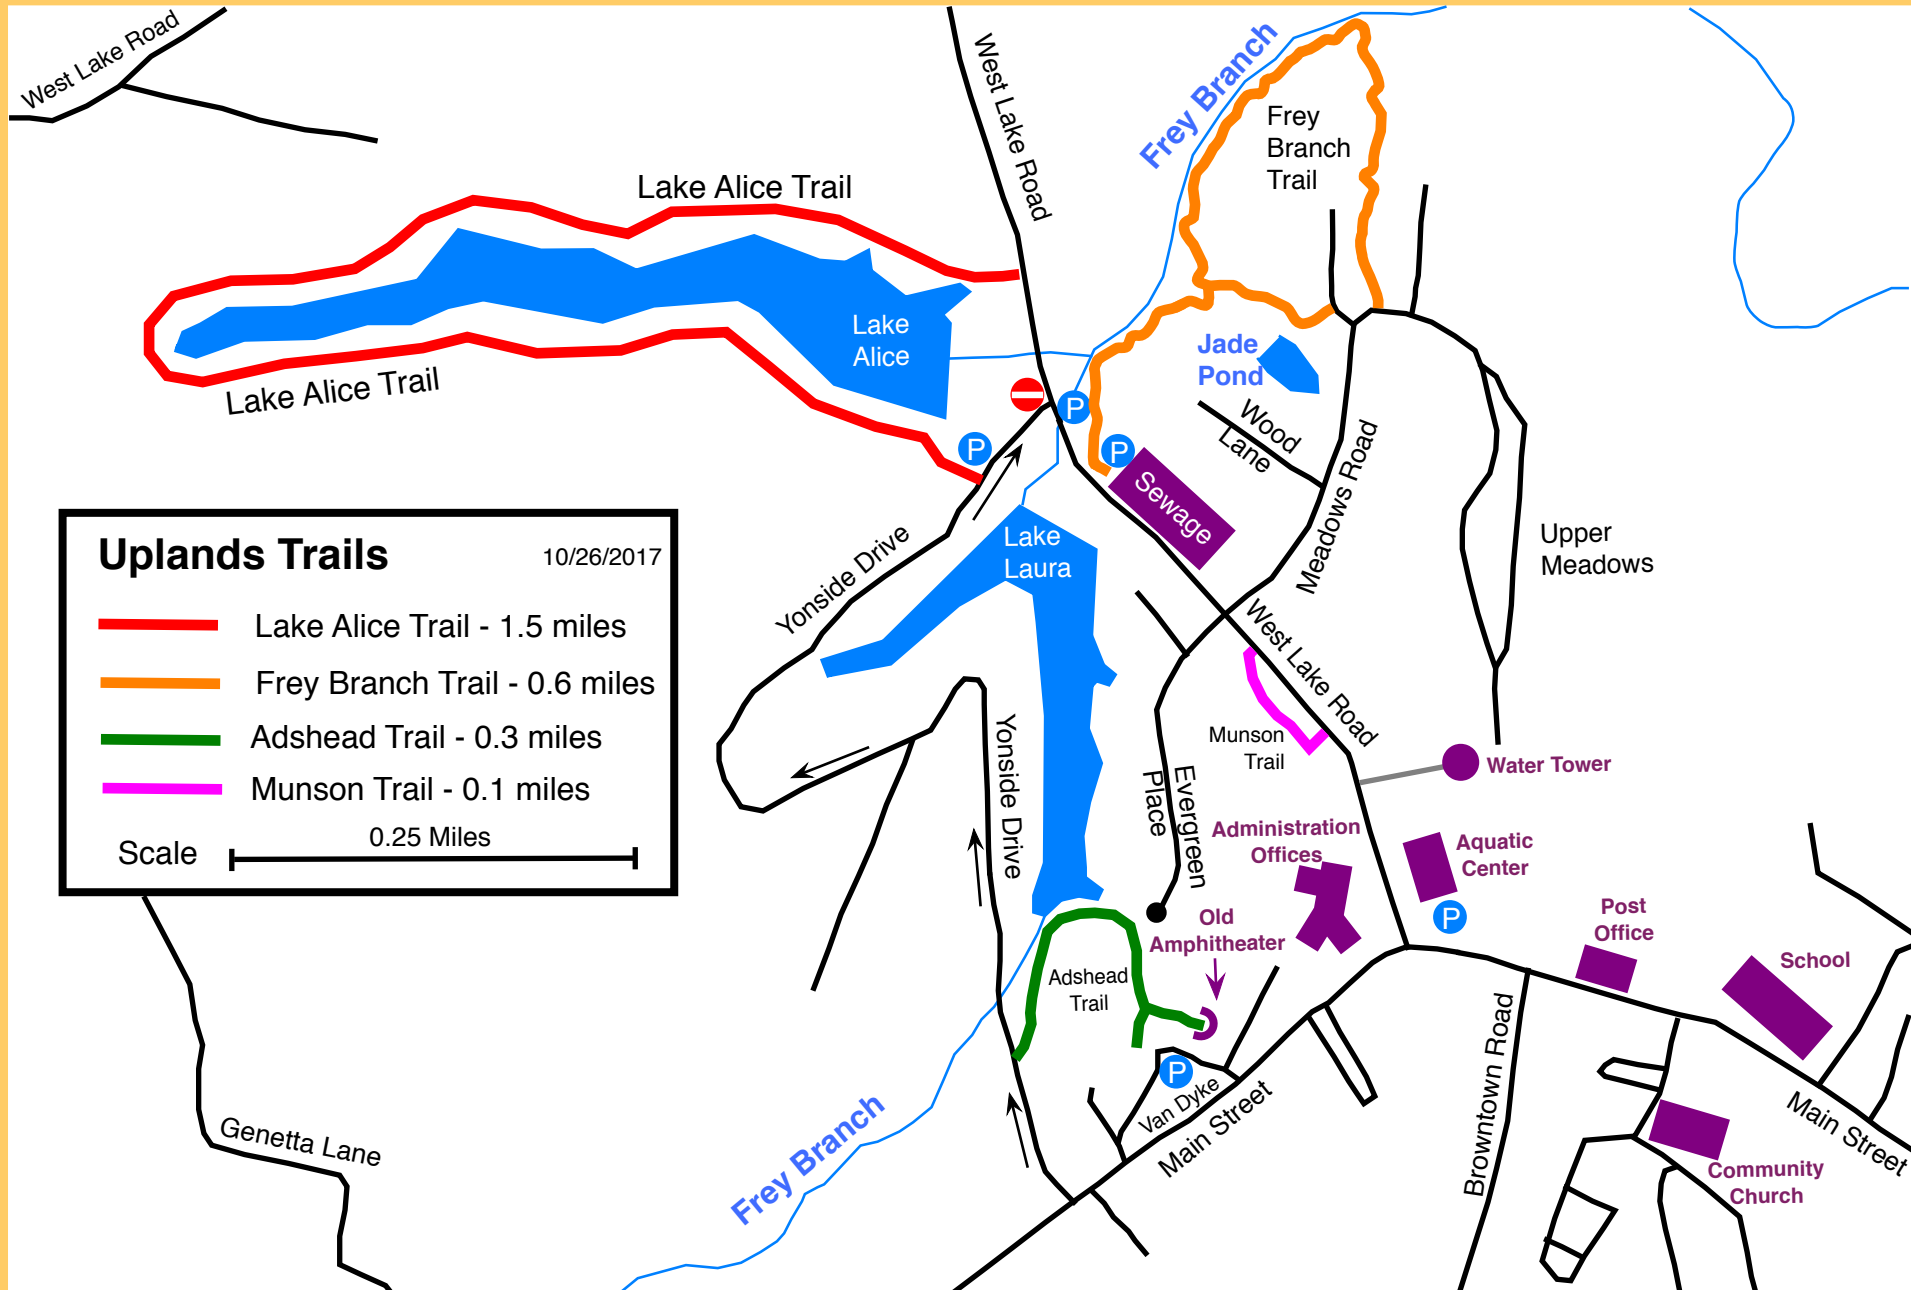 West Lake Road
West Lake Road
Frey Branch
Frey
Branch
Trail
Lake Alice Trail
Lake
Alice
Lake Alice Trail
Jade
Pond
P
P
P
Wood
Lane
Sewage
Meadows Road
Upper
Meadows
Lake
Laura
Yonside Drive
Uplands Trails
10/26/2017
Lake Alice Trail - 1.5 miles
Frey Branch Trail - 0.6 miles
Adshead Trail - 0.3 miles
Munson Trail - 0.1 miles
Scale
0.25 Miles
West Lake Road
Munson
Trail
Yonside Drive
Evergreen
Place
Water Tower
Administration
Offices
Aquatic
Center
P
Old
Amphitheater
Post
Office
School
Adshead
Trail
P
Van Dyke
Main Street
Browntown Road
Main Street
Community
Church
Genetta Lane
Frey Branch